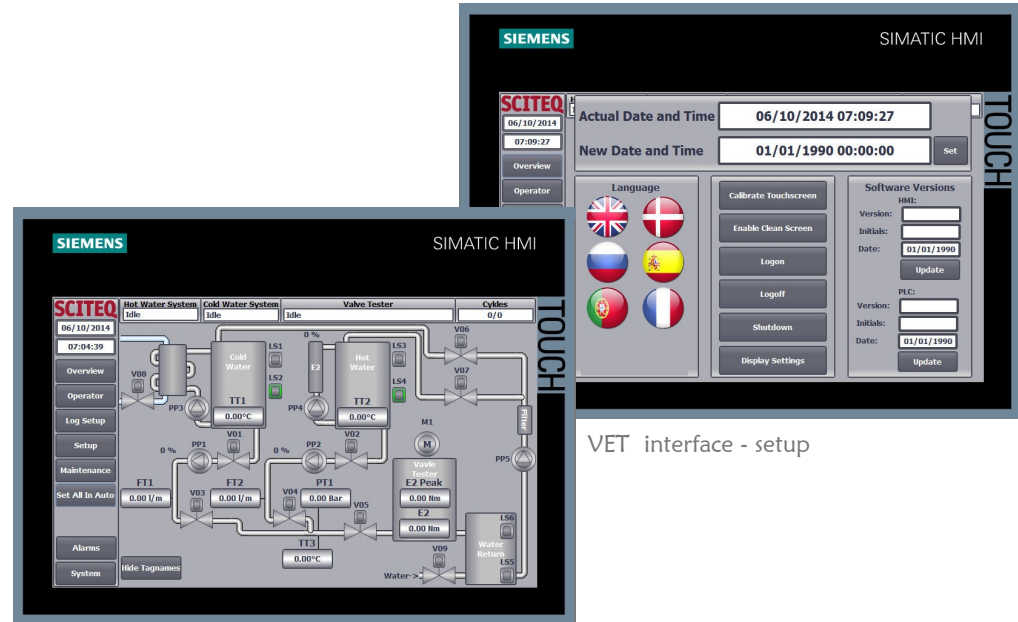 SIEMENS
SIMATIC HMI
TOUCH
SCITEQ
06/10/2014
07:09:27
Overview
Operator
Actual Date and Time
06/10/2014 07:09:27
New Date and Time
01/01/1990 00:00:00
Set
Language
Calibrate Touchscreen
Enable Clean Screen
Logon
Logoff
Shutdown
Display Settings
Software Versions
HMI:
Version:
Initials:
Date: 01/01/1990
Update
PLC:
Version:
Initials:
Date: 01/01/1990
Update
VET interface - setup
SIEMENS
SIMATIC HMI
TOUCH
SCITEQ
06/10/2014
07:04:39
Overview
Operator
Log Setup
Setup
Maintenance
Set All In Auto
Alarms
System
Hot Water System Cold Water System Valve Tester Cykles
Idle Idle Idle 0/0
0 %
V06
LS1
LS3
Cold
Water
E2
Hot
Water
V08
LS2
LS4
V07
PP3
TT1
0.00°C
PP4
TT2
0.00°C
M1
M
Filter
PP1
V01
PP2
V02
0 %
0 %
PP5
Vavle
Tester
E2 Peak
0.00 Nm
E2
0.00 Nm
FT1
0.00 l/m
V03
FT2
0.00 l/m
V04
PT1
0.00 Bar
V05
TT3
0.00°C
LS6
Water
Return
LS5
V09
Water->
Hide Tagnames